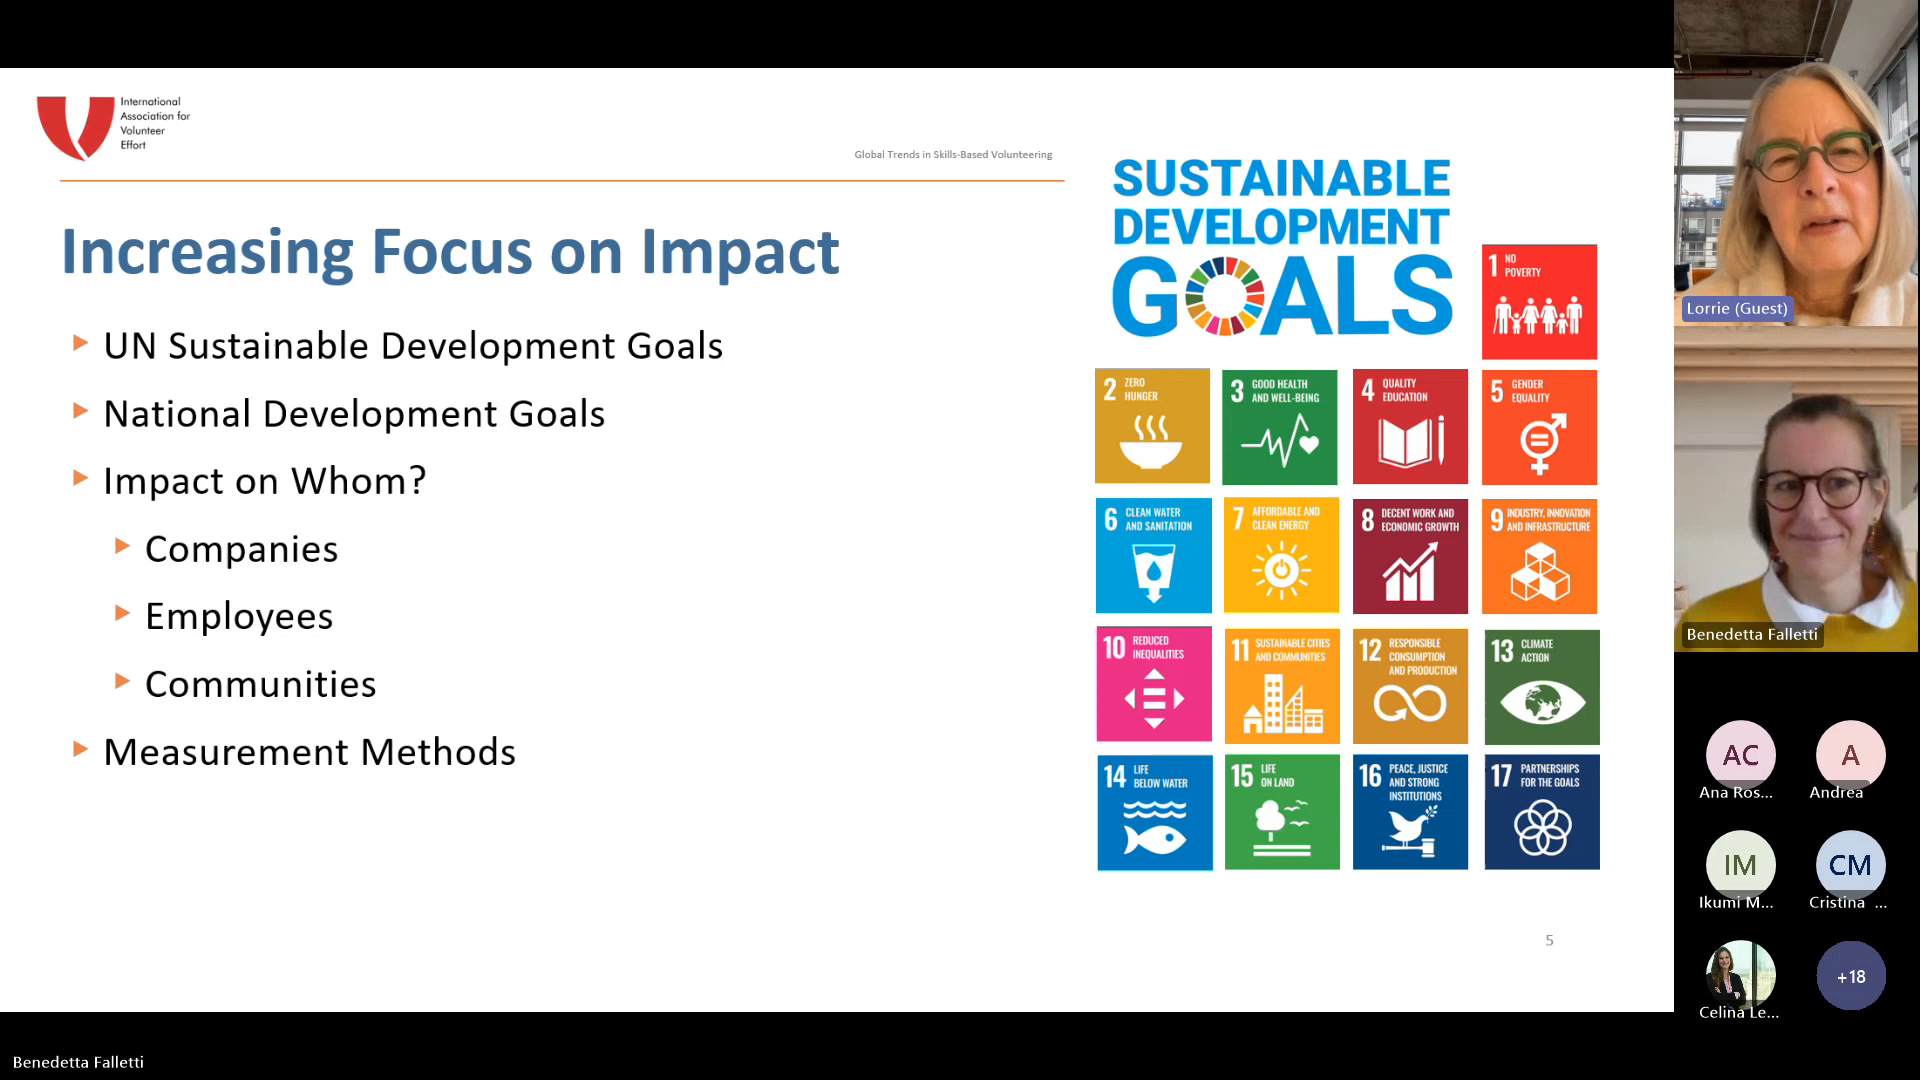 International
Association for
Volunteer
Effort
Global Trends in Skills-Based Volunteering
Increasing Focus on Impact
UN Sustainable Development Goals
National Development Goals
Impact on Whom?
Companies
Employees
Communities
Measurement Methods
SUSTAINABLE
DEVELOPMENT
GOALS
1 NO
POVERTY
2 ZERO
HUNGER
3 GOOD HEALTH
AND WELL-BEING
4 QUALITY
EDUCATION
5 GENDER
EQUALITY
6 CLEAN WATER
AND SANITATION
7 AFFORDABLE AND
CLEAN ENERGY
8 DECENT WORK AND
ECONOMIC GROWTH
9 INDUSTRY, INNOVATION
AND INFRASTRUCTURE
10 REDUCED
INEQUALITIES
11 SUSTAINABLE CITIES
AND COMMUNITIES
12 RESPONSIBLE
CONSUMPTION
AND PRODUCTION
13 CLIMATE
ACTION
14 LIFE
BELOW WATER
15 LIFE
ON LAND
16 PEACE, JUSTICE
AND STRONG
INSTITUTIONS
17 PARTNERSHIPS
FOR THE GOALS
5
Lorrie (Guest)
Benedetta Falletti
AC
Ana Ros...
A
Andrea
IM
Ikumi M...
CM
Cristina ...
Celina Le...
+18
Benedetta Falletti